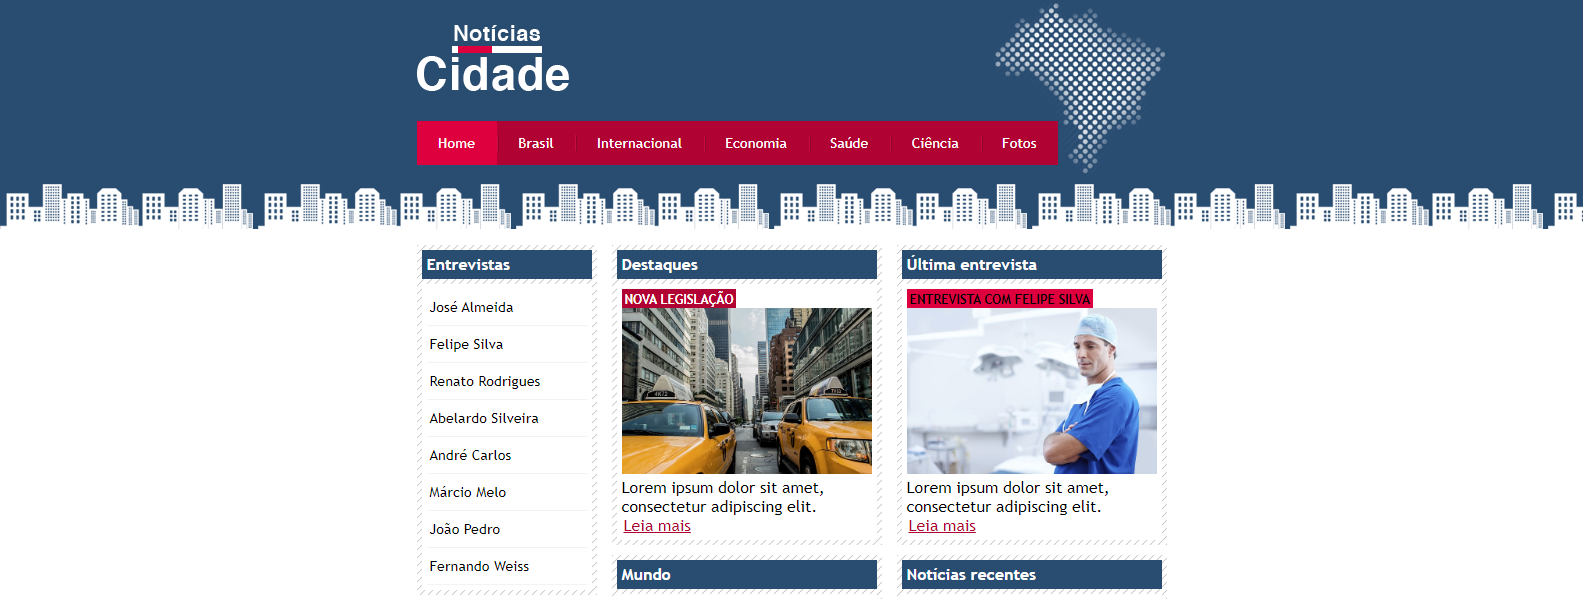 Notícias
Cidade
Home
Brasil
Internacional
Economia
Saúde
Ciência
Fotos
Entrevistas
José Almeida
Felipe Silva
Renato Rodrigues
Abelardo Silveira
André Carlos
Márcio Melo
João Pedro
Fernando Weiss
Destaques
NOVA LEGISLAÇÃO
Lorem ipsum dolor sit amet,
consectetur adipiscing elit.
Leia mais
Mundo
Última entrevista
ENTREVISTA COM FELIPE SILVA
Lorem ipsum dolor sit amet,
consectetur adipiscing elit.
Leia mais
Notícias recentes